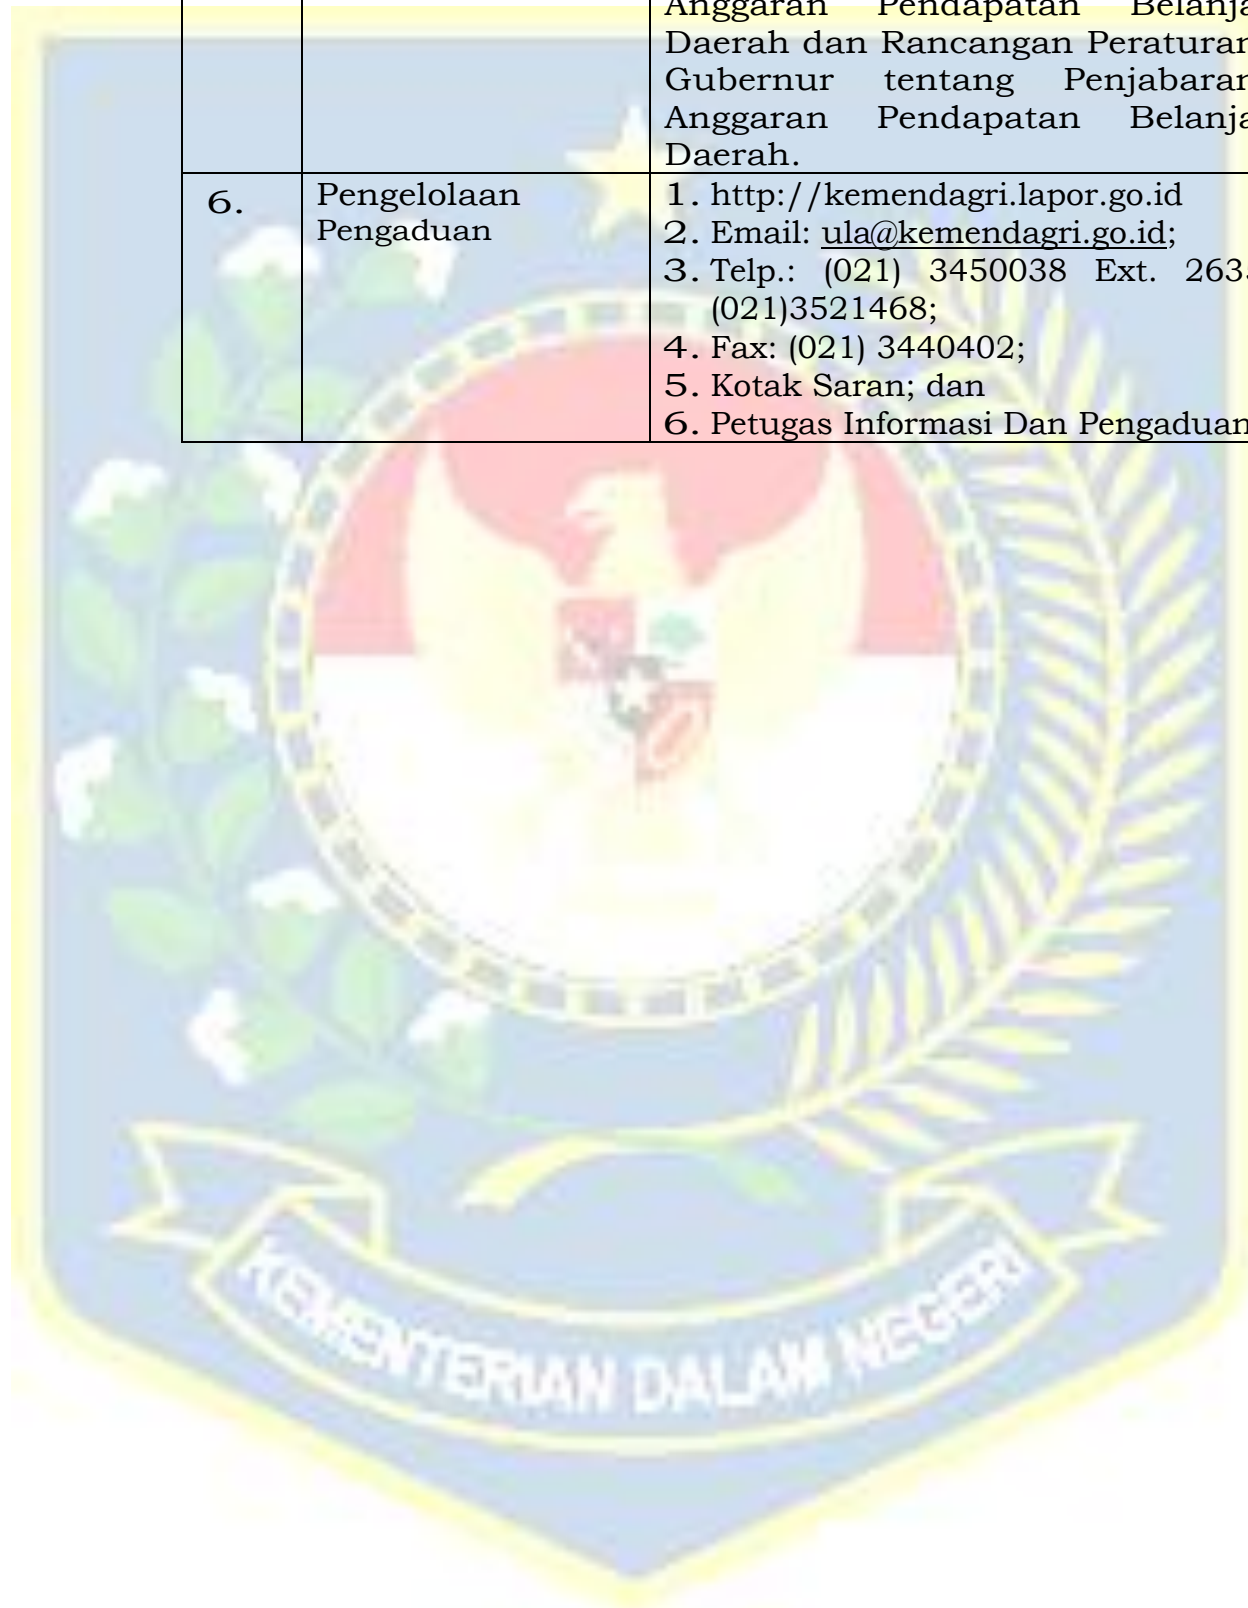 Anggaran Pendapatan Belanja
Daerah dan Rancangan Peraturan
Gubernur tentang Penjabaran
Anggaran Pendapatan Belanja
Daerah.
6. Pengelolaan Pengaduan
1. http://kemendagri.lapor.go.id
2. Email: ula@kemendagri.go.id;
3. Telp.: (021) 3450038 Ext. 2635
(021)3521468;
4. Fax: (021) 3440402;
5. Kotak Saran; dan
6. Petugas Informasi Dan Pengaduan
KEMENTERIAN DALAM NEGERI